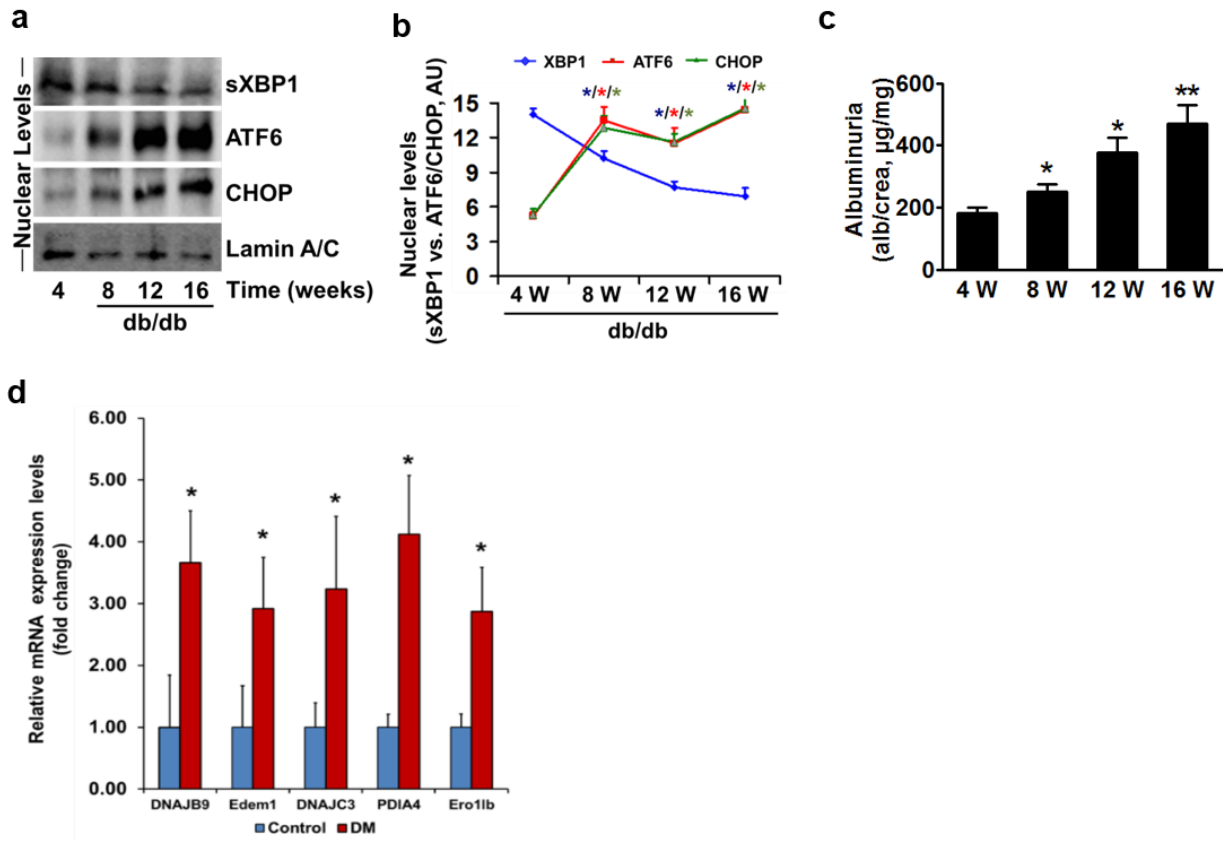 a
Nuclear Levels
sXBP1
ATF6
CHOP
Lamin A/C
4 8 12 16 Time (weeks)
db/db
b
XBP1 ATF6 CHOP
Nuclear levels
(sXBP1 vs. ATF6/CHOP, AU)
15
12
9
6
3
0
*/*/*
*/*/*
*/*/*
4 W 8 W 12 W 16 W
db/db
c
Albuminuria
(alb/crea, µg/mg)
600
400
200
0
*
*
**
4 W 8 W 12 W 16 W
d
Relative mRNA expression levels
(fold change)
6.00
5.00
4.00
3.00
2.00
1.00
0.00
*
*
*
*
*
DNAJB9 Edem1 DNAJC3 PDIA4 Ero1lb
Control DM